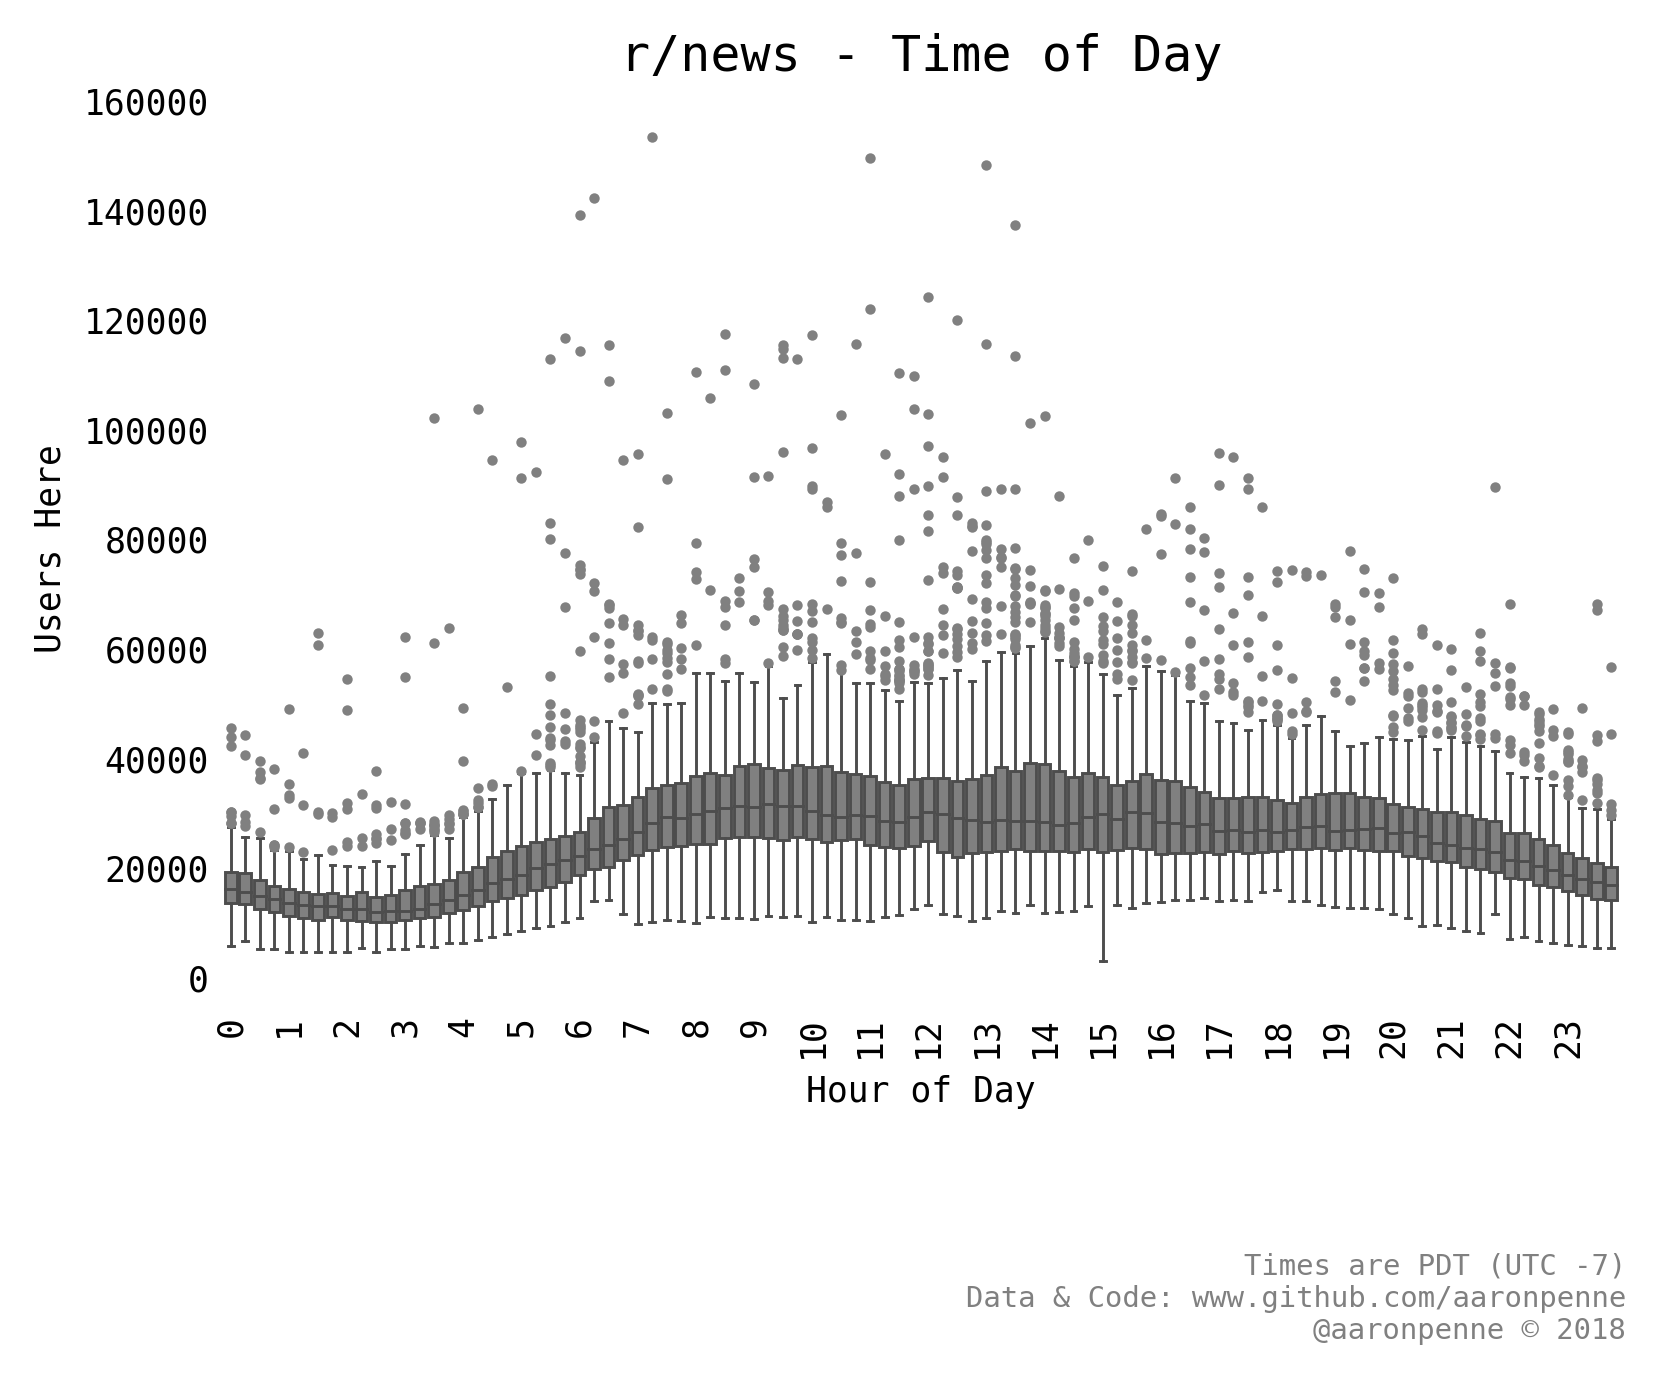 r/news - Time of Day
160000
140000
120000
100000
80000
60000
40000
20000
0
Users Here
0 1 2 3 4 5 6 7 8 9 10 11 12 13 14 15 16 17 18 19 20 21 22 23
Hour of Day
Times are PDT (UTC -7)
Data & Code: www.github.com/aaronpenne
@aaronpenne © 2018